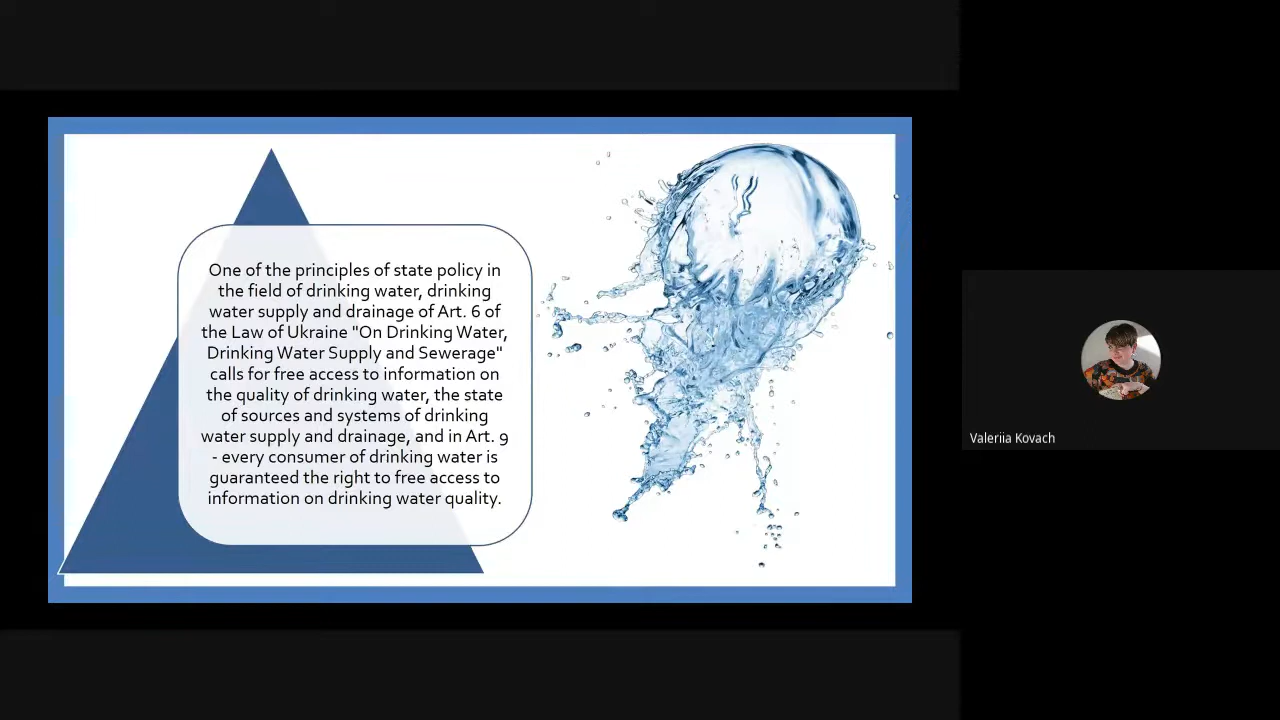 One of the principles of state policy in
the field of drinking water, drinking
water supply and drainage of Art. 6 of
the Law of Ukraine "On Drinking Water,
Drinking Water Supply and Sewerage"
calls for free access to information on
the quality of drinking water, the state
of sources and systems of drinking
water supply and drainage, and in Art. 9
- every consumer of drinking water is
guaranteed the right to free access to
information on drinking water quality.
Valeriia Kovach